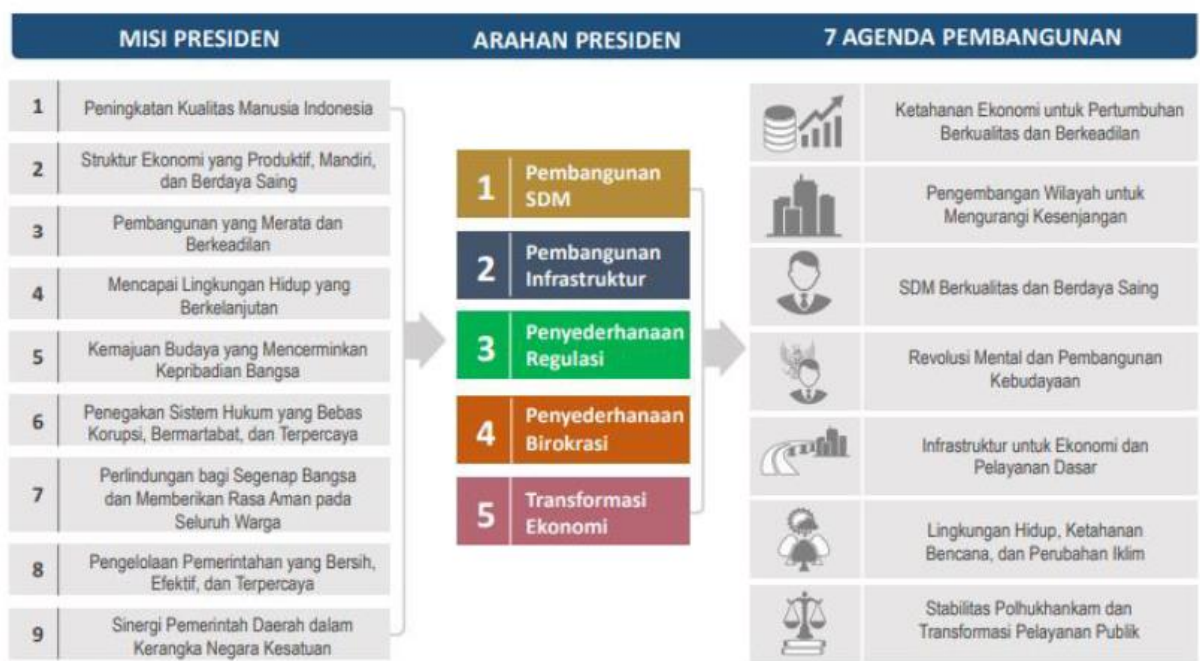 MISI PRESIDEN
ARAHAN PRESIDEN
7 AGENDA PEMBANGUNAN
1
Peningkatan Kualitas Manusia Indonesia
2
Struktur Ekonomi yang Produktif, Mandiri,
dan Berdaya Saing
3
Pembangunan yang Merata dan
Berkeadilan
4
Mencapai Lingkungan Hidup yang
Berkelanjutan
5
Kemajuan Budaya yang Mencerminkan
Kepribadian Bangsa
6
Penegakan Sistem Hukum yang Bebas
Korupsi, Bermartabat, dan Terpercaya
7
Perlindungan bagi Segenap Bangsa
dan Memberikan Rasa Aman pada
Seluruh Warga
8
Pengelolaan Pemerintahan yang Bersih,
Efektif, dan Terpercaya
9
Sinergi Pemerintah Daerah dalam
Kerangka Negara Kesatuan
1
Pembangunan
SDM
2
Pembangunan
Infrastruktur
3
Penyederhanaan
Regulasi
4
Penyederhanaan
Birokrasi
5
Transformasi
Ekonomi
Ketahanan Ekonomi untuk Pertumbuhan
Berkualitas dan Berkeadilan
Pengembangan Wilayah untuk
Mengurangi Kesenjangan
SDM Berkualitas dan Berdaya Saing
Revolusi Mental dan Pembangunan
Kebudayaan
Infrastruktur untuk Ekonomi dan
Pelayanan Dasar
Lingkungan Hidup, Ketahanan
Bencana, dan Perubahan Iklim
Stabilitas Polhukhankam dan
Transformasi Pelayanan Publik